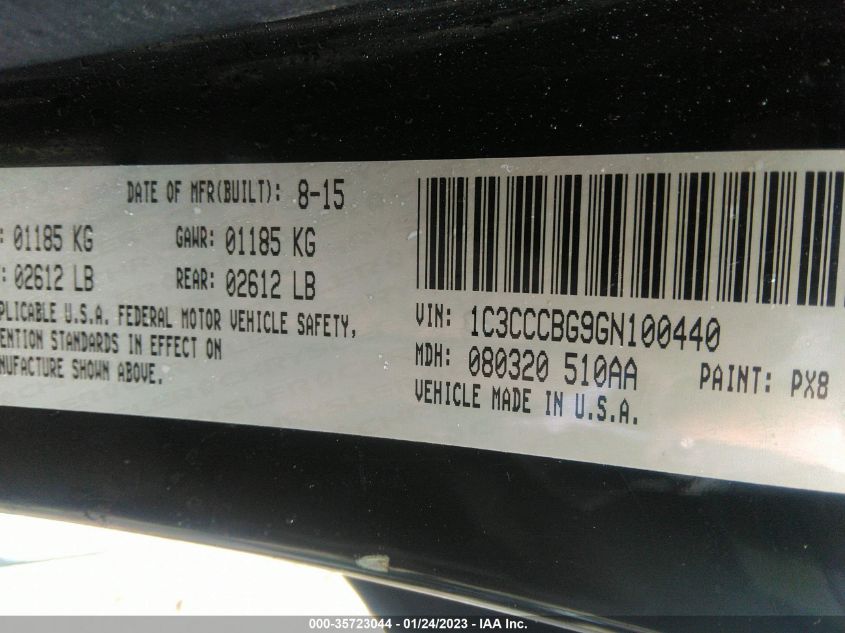 DATE OF MFR(BUILT): 8-15
: 01185 KG GAWR: 01185 KG
: 02612 LB REAR: 02612 LB
PLICABLE U.S.A. FEDERAL MOTOR VEHICLE SAFETY,
ENTION STANDARDS IN EFFECT ON
NUFACTURE SHOWN ABOVE.
VIN: 1C3CCCBG9GN100440
MDH: 080320 510AA PAINT: PX8
VEHICLE MADE IN U.S.A.
000-35723044 - 01/24/2023 - IAA Inc.